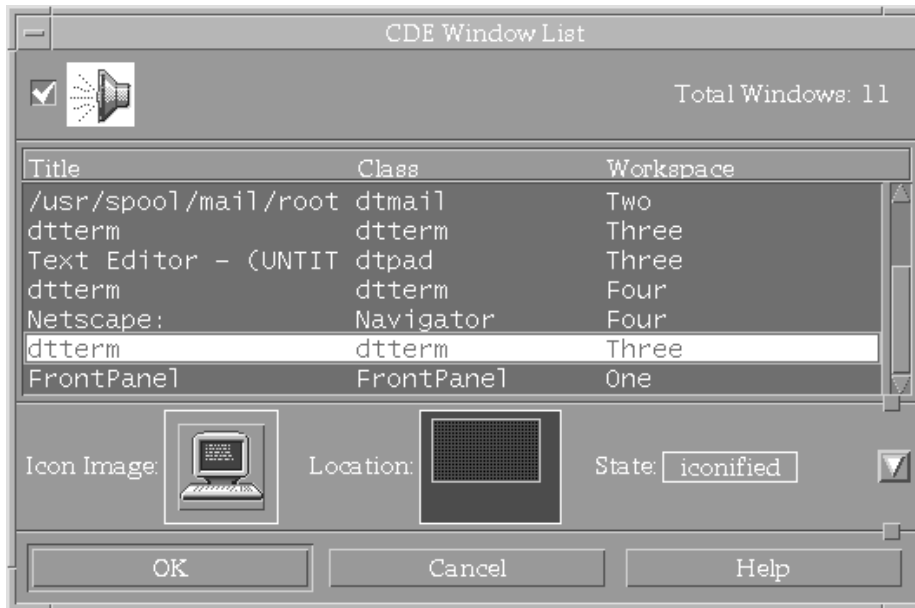 CDE Window List
Total Windows: 11
Title Class Workspace
/usr/spool/mail/root dtmail Two
dtterm dtterm Three
Text Editor – (UNTIT dtpad Three
dtterm dtterm Four
Netscape: Navigator Four
dtterm dtterm Three
FrontPanel FrontPanel One
Icon Image: Location: State: iconified
OK Cancel Help